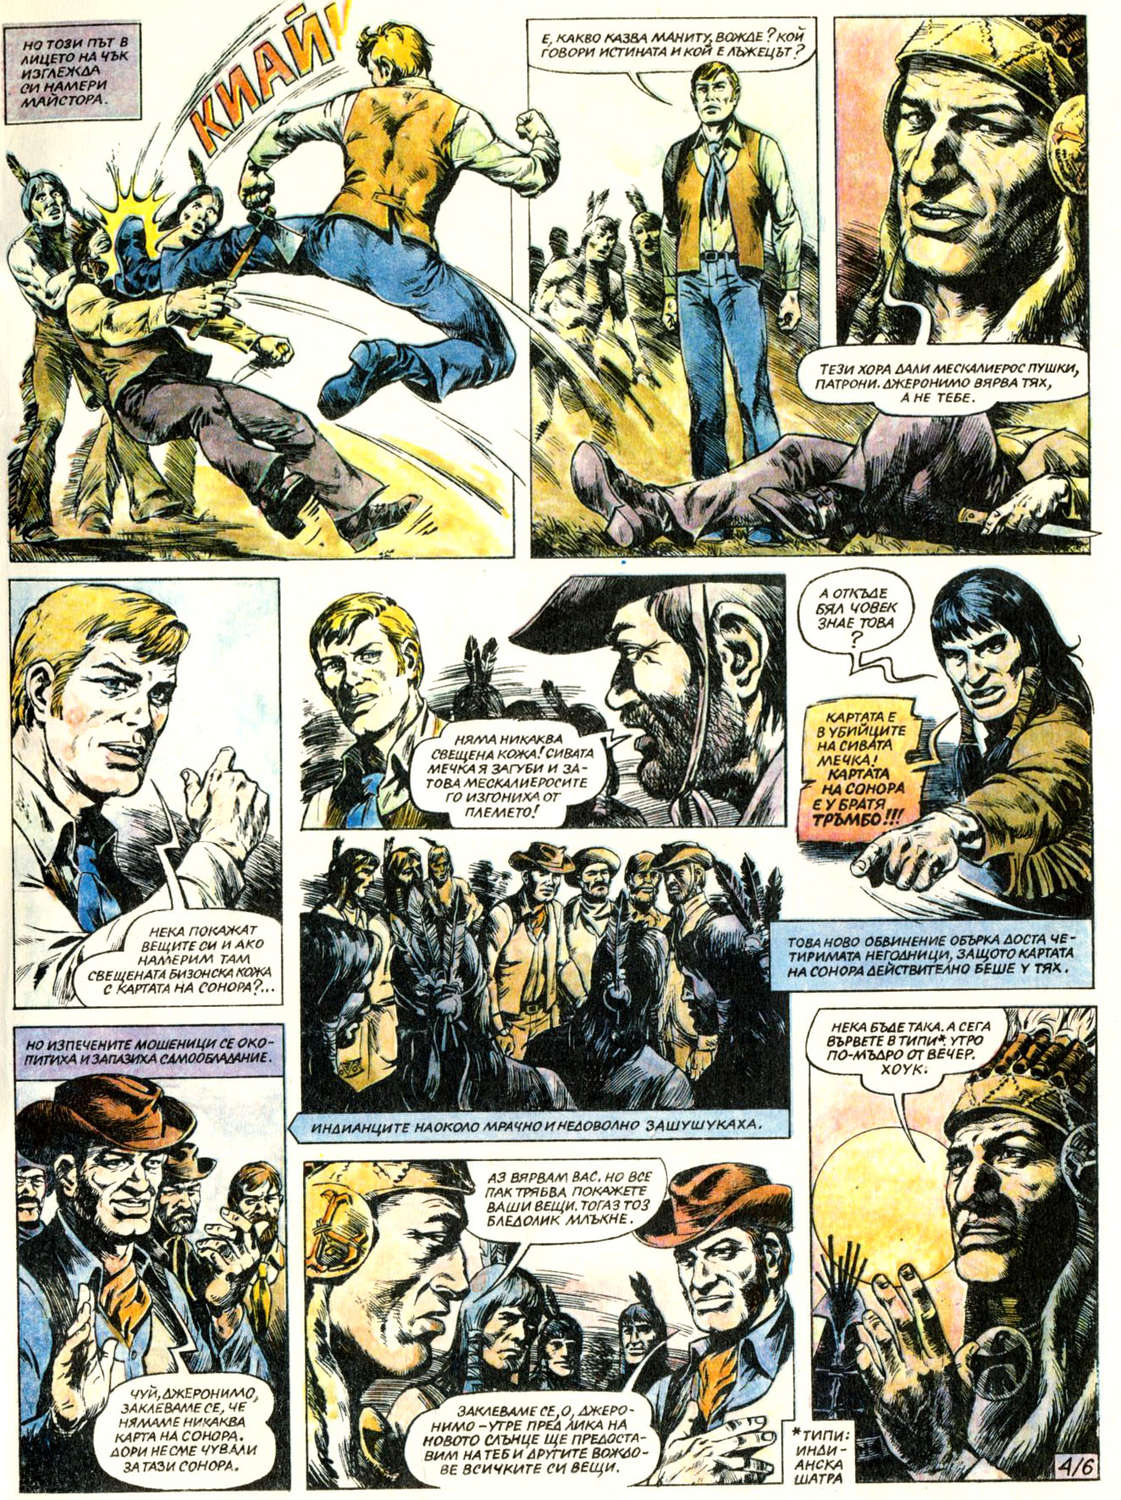 НО ТОЗИ ПЪТ В
ЛИЦЕТО НА ЧЪК
ИЗГЛЕЖДА
СИ НАМЕРИ
МАЙСТОРА.
КИАЙ!
Е, КАКВО КАЗВА МАНИТУ, ВОЖДЕ? КОЙ
ГОВОРИ ИСТИНАТА И КОЙ Е ЛЪЖЕЦЪТ?
ТЕЗИ ХОРА ДАЛИ МЕСКАЛИЕРОС ПУШКИ,
ПАТРОНИ. ДЖЕРОНИМО ВЯРВА ТЯХ,
А НЕ ТЕБЕ.
НЕКА ПОКАЖАТ
ВЕЩИТЕ СИ И АКО
НАМЕРИМ ТАМ
СВЕЩЕНАТА БИЗОНСКА КОЖА
С КАРТАТА НА СОНОРА?...
НЯМА НИКАКВА
СВЕЩЕНА КОЖА! СИВАТА
МЕЧКА Я ЗАГУБИ И ЗА-
ТОВА МЕСКАЛИЕРОСИТЕ
ГО ИЗГОНИХА ОТ
ПЛЕМЕТО!
А ОТКЪДЕ
БЯЛ ЧОВЕК
ЗНАЕ ТОВА
?
КАРТАТА Е
В УБИЙЦИТЕ
НА СИВАТА
МЕЧКА!
КАРТАТА
НА СОНОРА
Е У БРАТЯ
ТРЪМБО!!!
ТОВА НОВО ОБВИНЕНИЕ ОБЪРКА ДОСТА ЧЕ-
ТИРИМАТА НЕГОДНИЦИ, ЗАЩОТО КАРТАТА
НА СОНОРА ДЕЙСТВИТЕЛНО БЕШЕ У ТЯХ.
ИНДИАНЦИТЕ НАОКОЛО МРАЧНО И НЕДОВОЛНО ЗАШУШУКАХА.
НО ИЗПЕЧЕНИТЕ МОШЕНИЦИ СЕ ОКО-
ПИТИХА И ЗАПАЗИХА САМООБЛАДАНИЕ.
ЧУЙ, ДЖЕРОНИМО,
ЗАКЛЕВАМЕ СЕ, ЧЕ
НЯМАМЕ НИКАКВА
КАРТА НА СОНОРА.
ДОРИ НЕ СМЕ ЧУВАЛИ
ЗА ТАЗИ СОНОРА.
АЗ ВЯРВАМ ВАС. НО ВСЕ
ПАК ТРЯБВА ПОКАЖЕТЕ
ВАШИ ВЕЩИ. ТОГАЗ ТОЗ
БЛЕДОЛИК МЛЪКНЕ.
ЗАКЛЕВАМЕ СЕ, О, ДЖЕРО-
НИМО – УТРЕ ПРЕД ЛИКА НА
НОВОТО СЛЪНЦЕ ЩЕ ПРЕДОСТА-
ВИМ НА ТЕБ И ДРУГИТЕ ВОЖДО-
ВЕ ВСИЧКИТЕ СИ ВЕЩИ.
НЕКА БЪДЕ ТАКА. А СЕГА
ВЪРВЕТЕ В ТИПИ*. УТРО
ПО-МЪДРО ОТ ВЕЧЕР.
ХОУК.
*ТИПИ:
ИНДИ-
АНСКА
ШАТРА
4/6